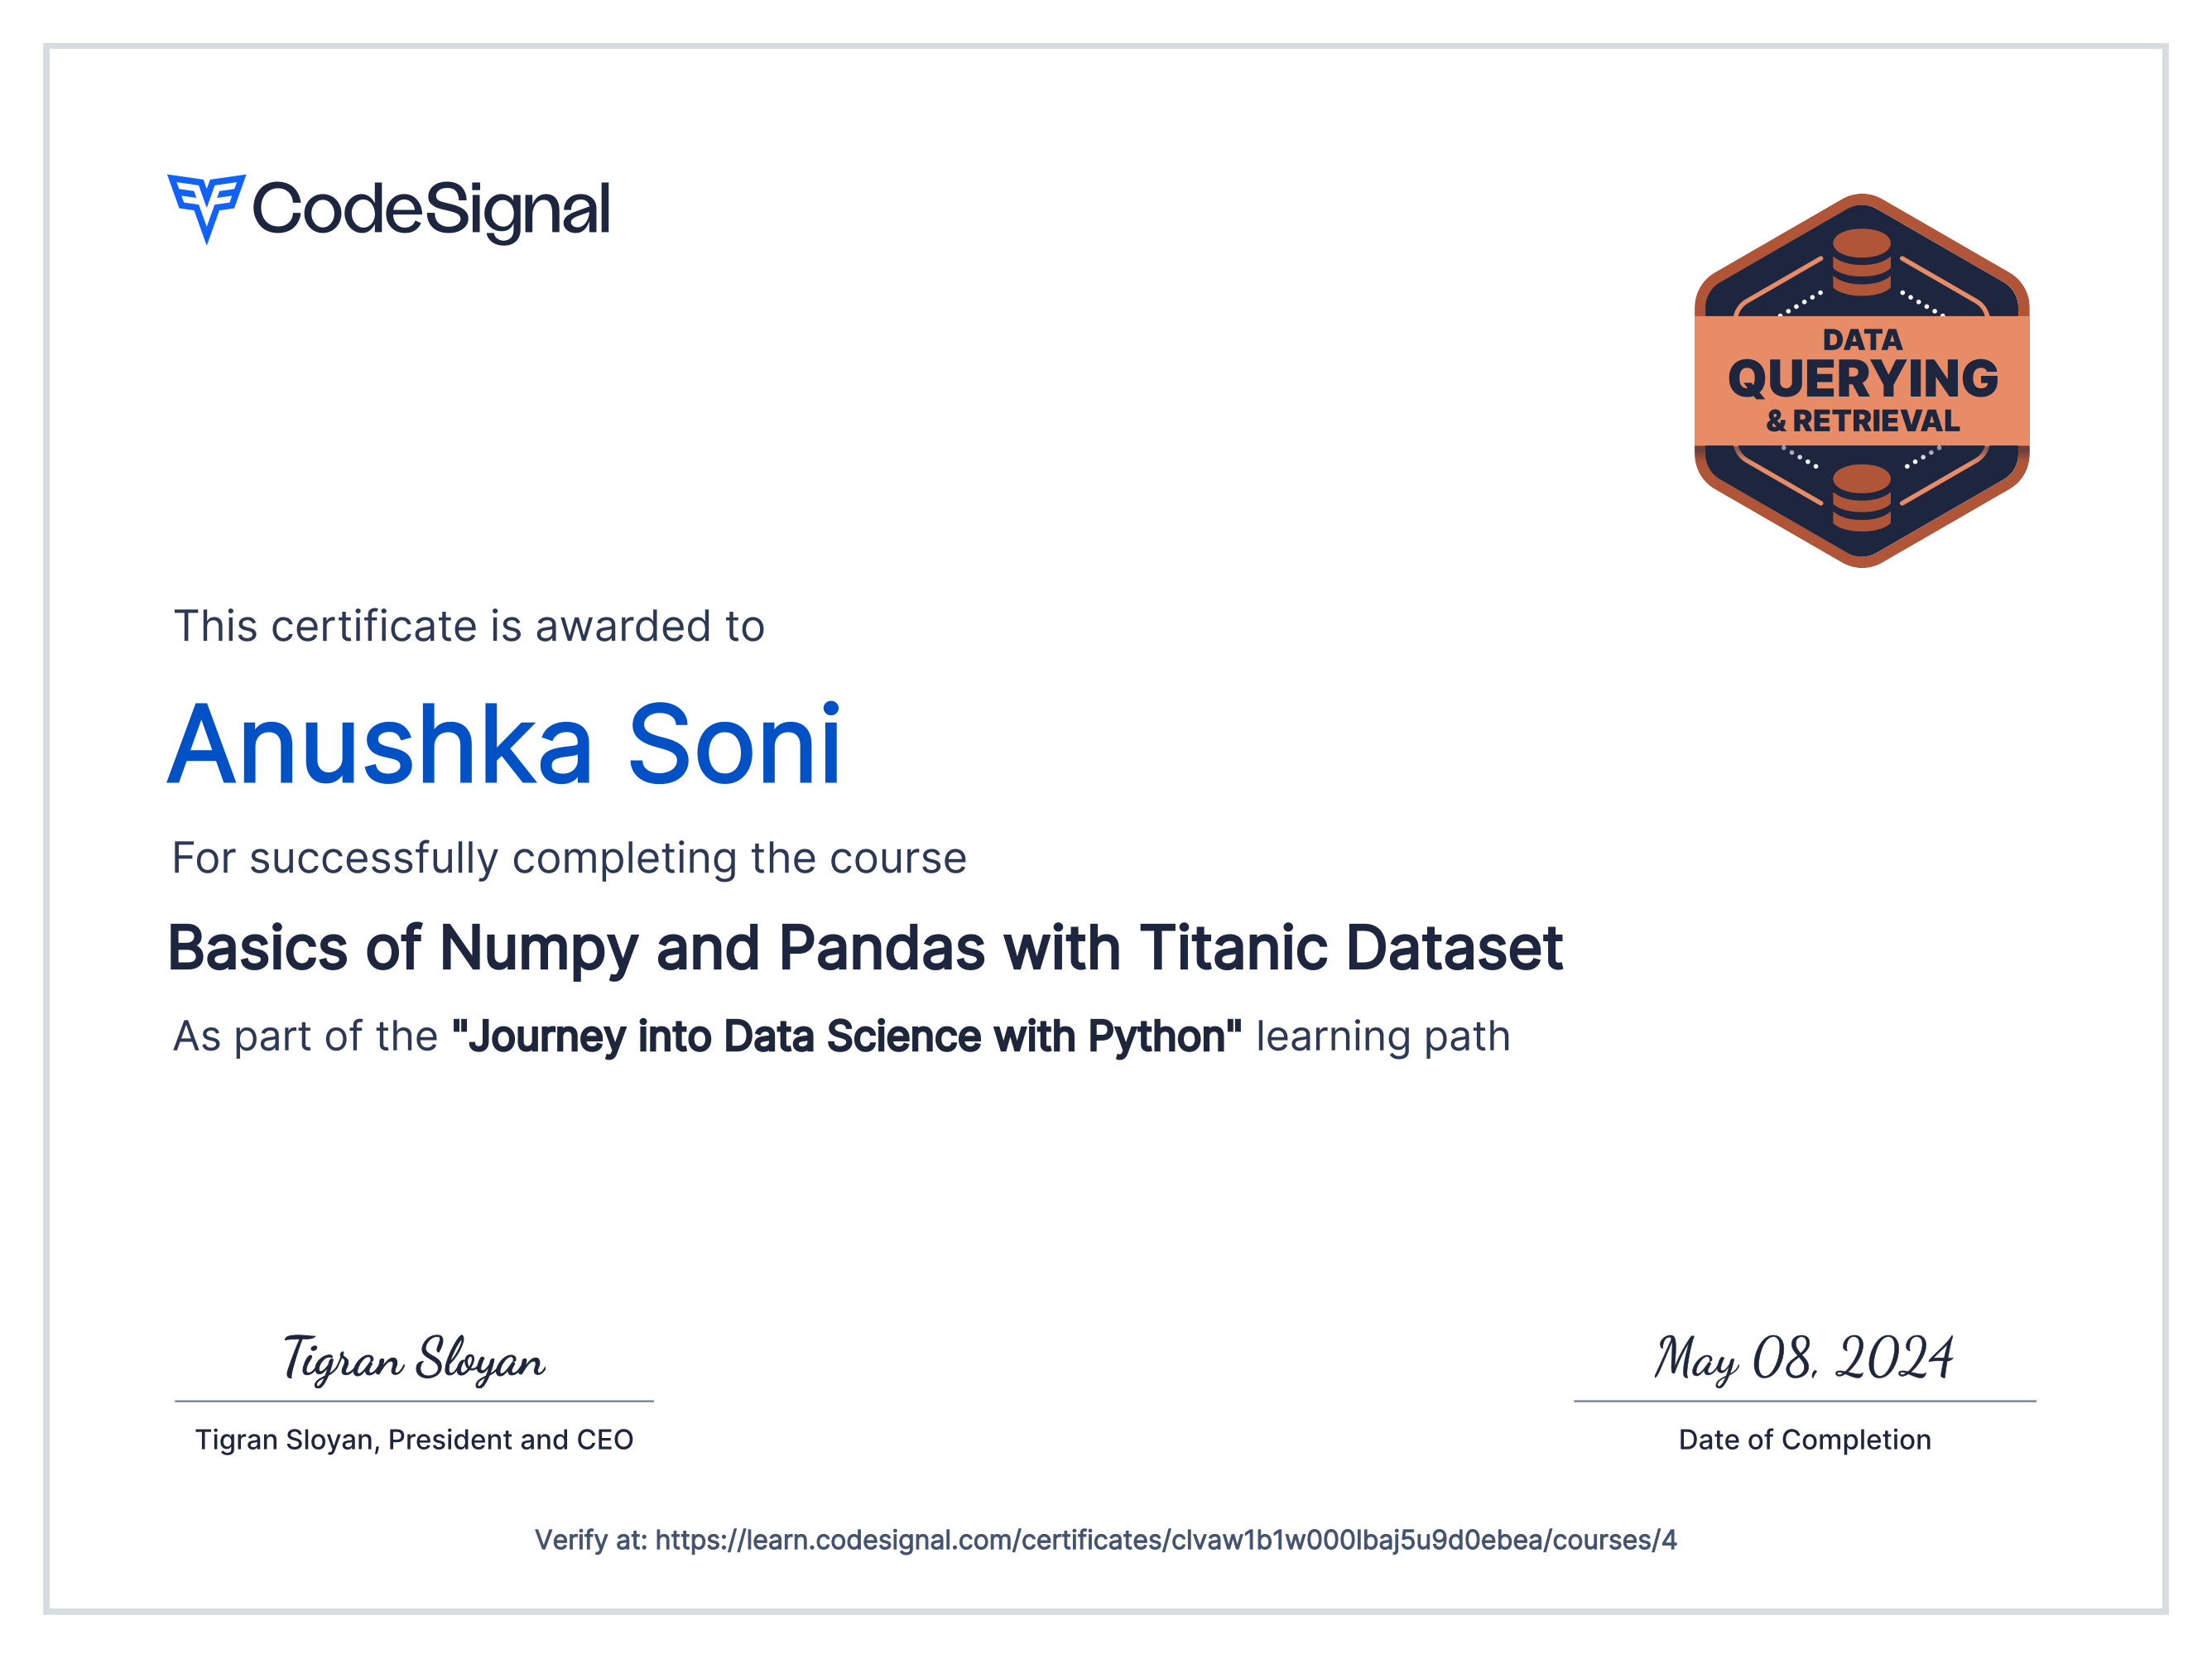 CodeSignal
DATA
QUERYING
& RETRIEVAL
This certificate is awarded to
Anushka Soni
For successfully completing the course
Basics of Numpy and Pandas with Titanic Dataset
As part of the "Journey into Data Science with Python" learning path
Tigran Sloyan
Tigran Sloyan, President and CEO
May 08, 2024
Date of Completion
Verify at: https://learn.codesignal.com/certificates/clvaw1b1w000lbaj5u9d0ebea/courses/4